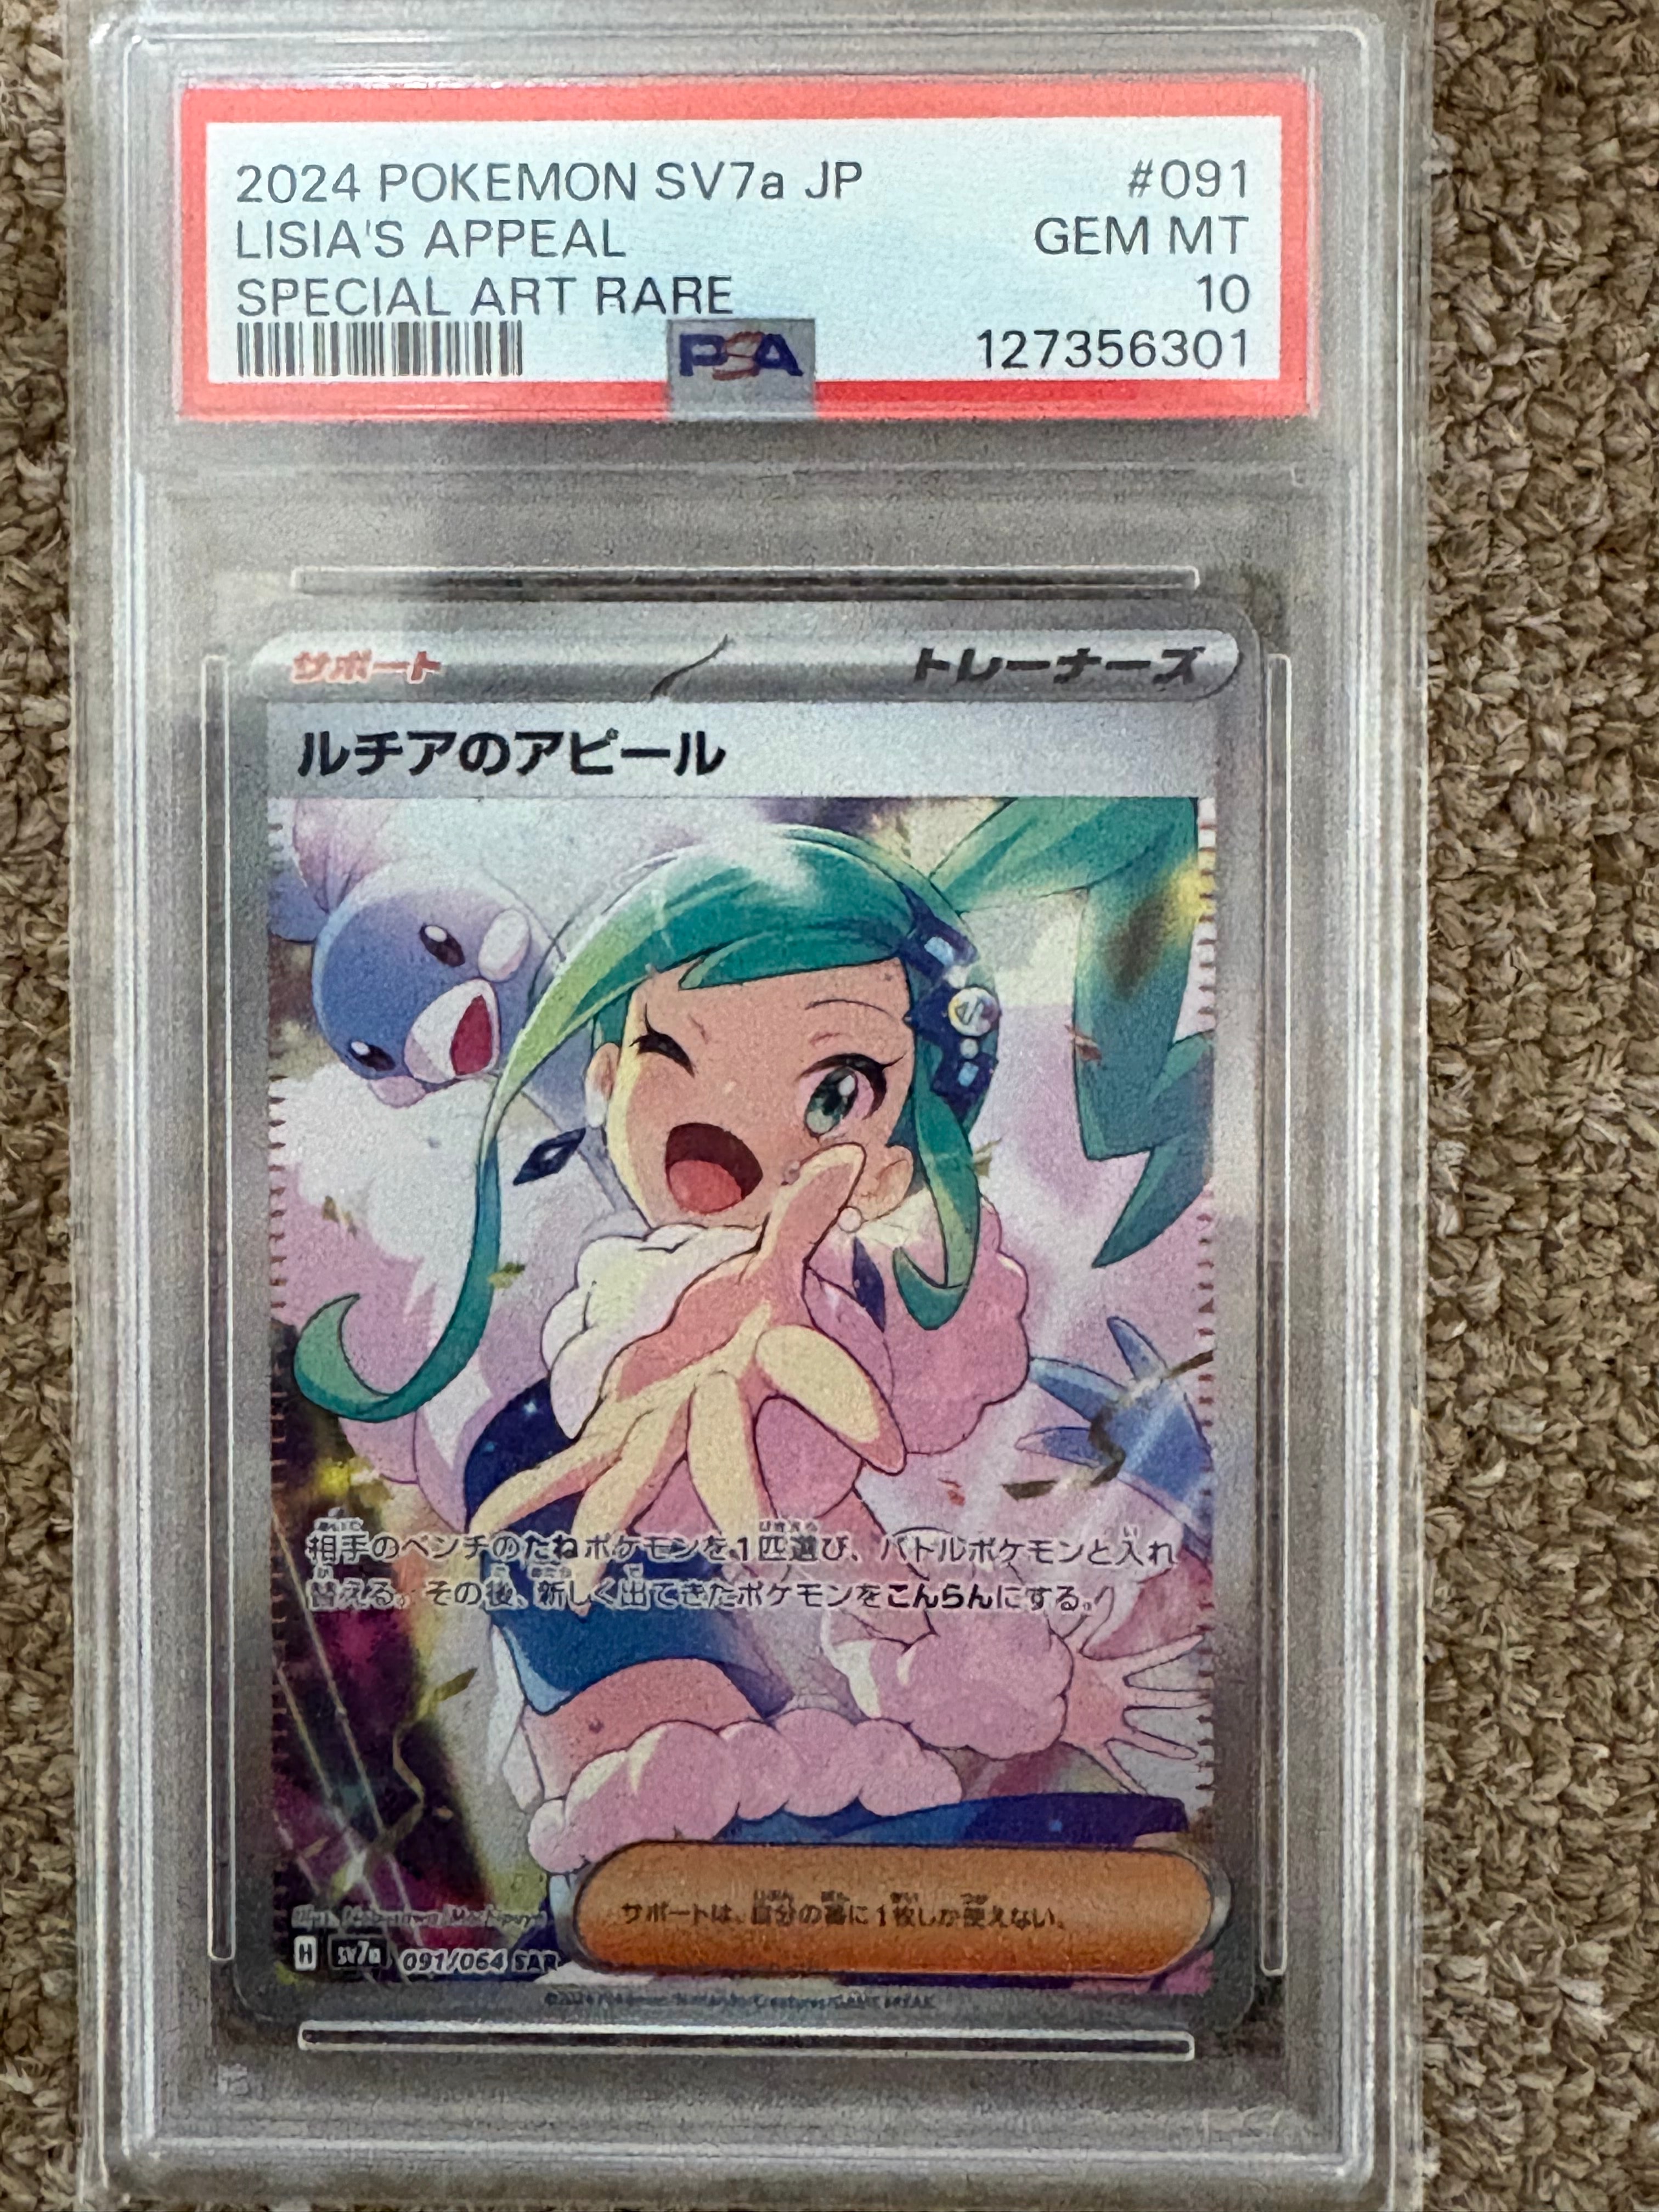 2024 POKEMON SV7a JP #091
LISIA'S APPEAL GEM MT
SPECIAL ART RARE 10
PSA 127356301
サポート トレーナーズ
ルチアのアピール
相手のベンチのたねポケモンを1匹選び、バトルポケモンと入れ
替える。その後、新しく出てきたポケモンをこんらんにする。
サポートは、自分の番に1枚しか使えない。
H sv7a 091/064 SAR